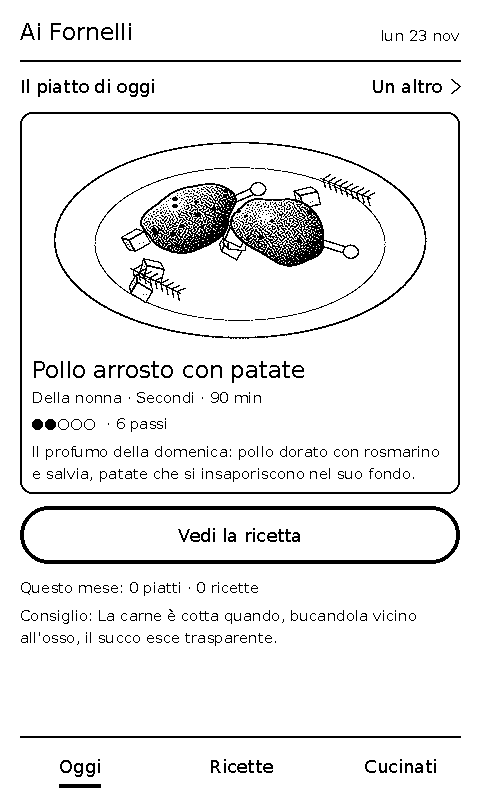 Ai Fornelli
lun 23 nov
Il piatto di oggi
Un altro
Pollo arrosto con patate
Della nonna · Secondi · 90 min
· 6 passi
Il profumo della domenica: pollo dorato con rosmarino
e salvia, patate che si insaporiscono nel suo fondo.
Vedi la ricetta
Questo mese: 0 piatti · 0 ricette
Consiglio: La carne è cotta quando, bucandola vicino
all'osso, il succo esce trasparente.
Oggi
Ricette
Cucinati